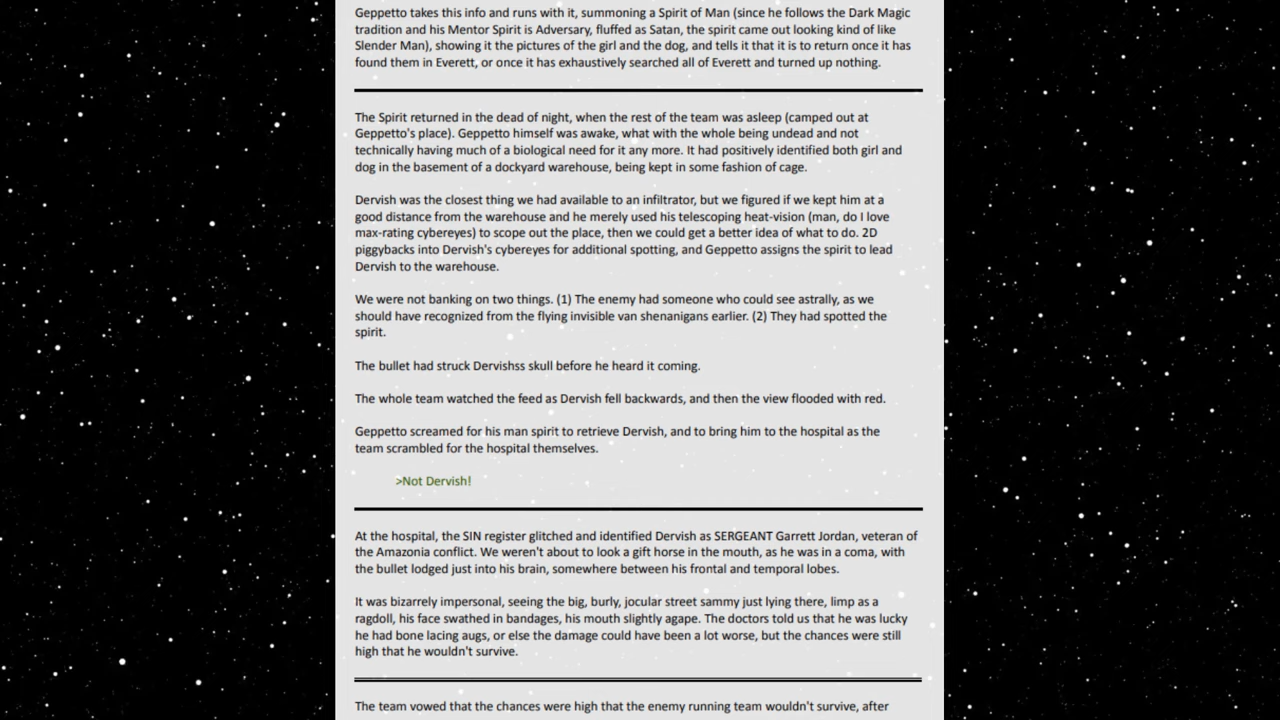 Geppetto takes this info and runs with it, summoning a Spirit of Man (since he follows the Dark Magic
tradition and his Mentor Spirit is Adversary, fluffed as Satan, the spirit came out looking kind of like
Slender Man), showing it the pictures of the girl and the dog, and tells it that it is to return once it has
found them in Everett, or once it has exhaustively searched all of Everett and turned up nothing.
The Spirit returned in the dead of night, when the rest of the team was asleep (camped out at
Geppetto's place). Geppetto himself was awake, what with the whole being undead and not
technically having much of a biological need for it any more. It had positively identified both girl and
dog in the basement of a dockyard warehouse, being kept in some fashion of cage.
Dervish was the closest thing we had available to an infiltrator, but we figured if we kept him at a
good distance from the warehouse and he merely used his telescoping heat-vision (man, do I love
max-rating cybereyes) to scope out the place, then we could get a better idea of what to do. 2D
piggybacks into Dervish's cybereyes for additional spotting, and Geppetto assigns the spirit to lead
Dervish to the warehouse.
We were not banking on two things. (1) The enemy had someone who could see astrally, as we
should have recognized from the flying invisible van shenanigans earlier. (2) They had spotted the
spirit.
The bullet had struck Dervishss skull before he heard it coming.
The whole team watched the feed as Dervish fell backwards, and then the view flooded with red.
Geppetto screamed for his man spirit to retrieve Dervish, and to bring him to the hospital as the
team scrambled for the hospital themselves.
>Not Dervish!
At the hospital, the SIN register glitched and identified Dervish as SERGEANT Garrett Jordan, veteran of
the Amazonia conflict. We weren't about to look a gift horse in the mouth, as he was in a coma, with
the bullet lodged just into his brain, somewhere between his frontal and temporal lobes.
It was bizarrely impersonal, seeing the big, burly, jocular street sammy just lying there, limp as a
ragdoll, his face swathed in bandages, his mouth slightly agape. The doctors told us that he was lucky
he had bone lacing augs, or else the damage could have been a lot worse, but the chances were still
high that he wouldn't survive.
The team vowed that the chances were high that the enemy running team wouldn't survive, after